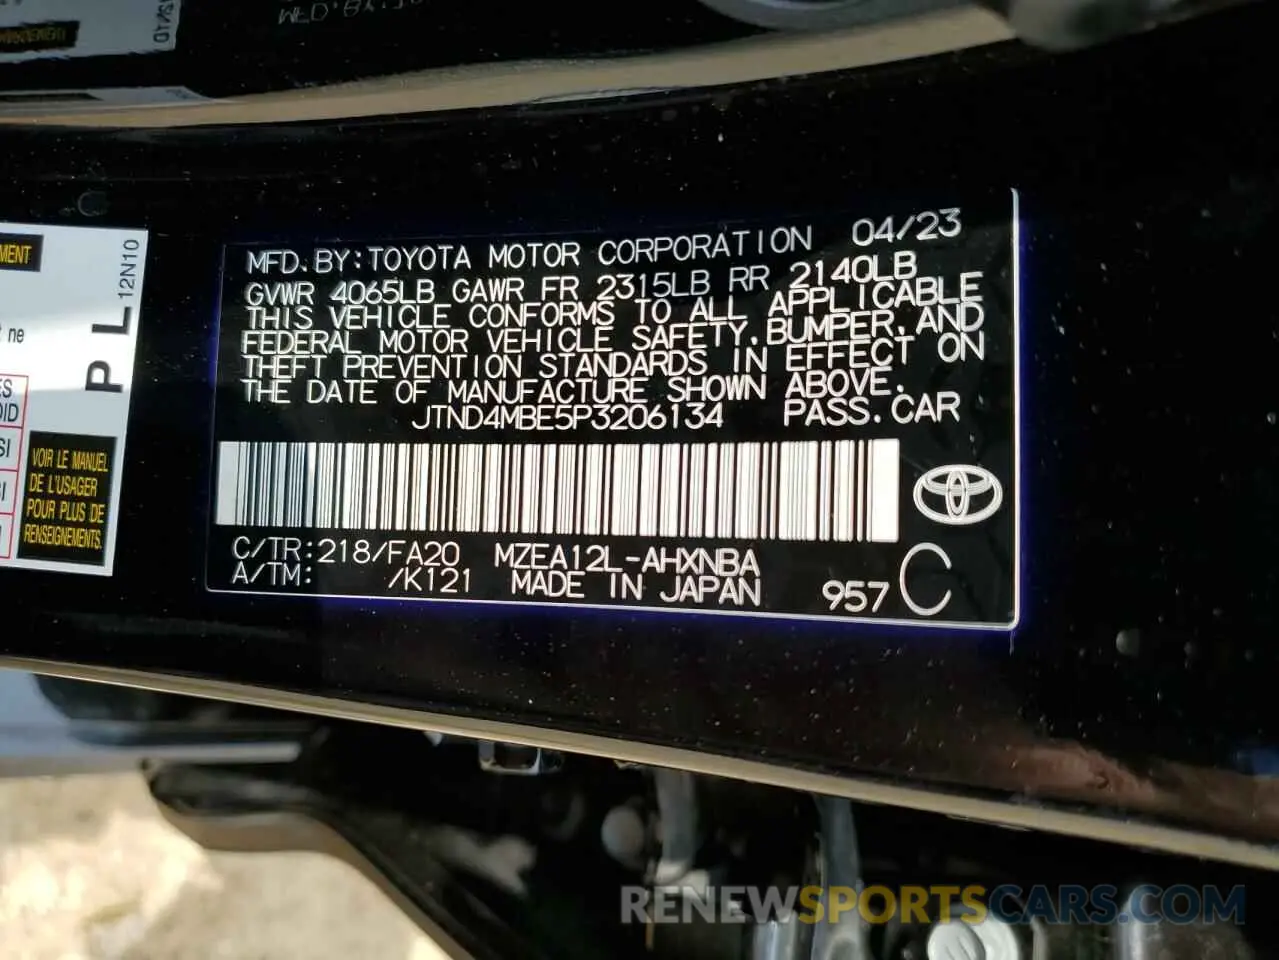 MFD.BY:TOYOTA MOTOR CORPORATION 04/23
GVWR 4065LB GAWR FR 2315LB RR 2140LB
THIS VEHICLE CONFORMS TO ALL APPLICABLE
FEDERAL MOTOR VEHICLE SAFETY,BUMPER,AND
THEFT PREVENTION STANDARDS IN EFFECT ON
THE DATE OF MANUFACTURE SHOWN ABOVE.
JTND4MBE5P3206134 PASS.CAR
C/TR:218/FA20 MZEA12L-AHXNBA
A/TM: /K121 MADE IN JAPAN 957 C
PL 12N10
MENT
ne
VOIR LE MANUEL
DE L'USAGER
POUR PLUS DE
RENSEIGNEMENTS.
RENEWSPORTSCARS.COM